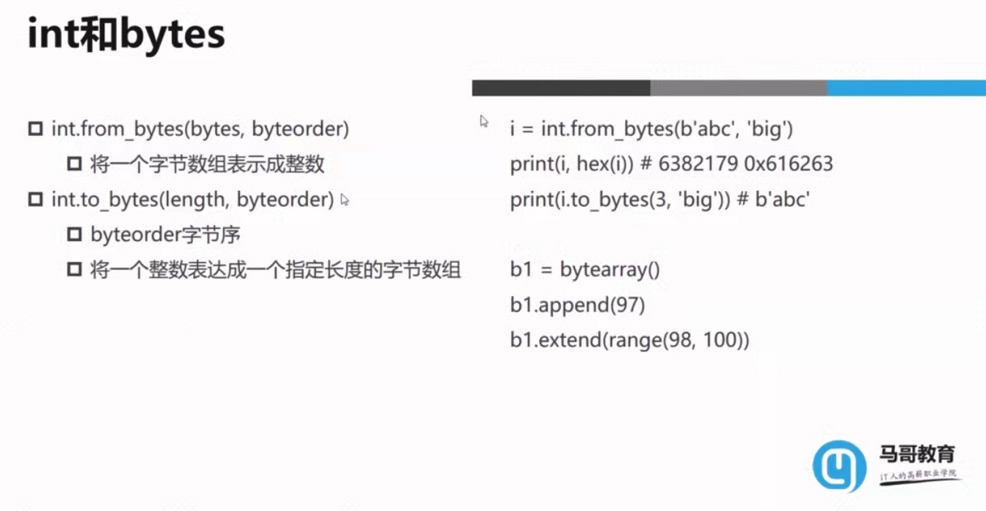 int和bytes
int.from_bytes(bytes, byteorder)
将一个字节数组表示成整数
int.to_bytes(length, byteorder)
byteorder字节序
将一个整数表达成一个指定长度的字节数组
i = int.from_bytes(b'abc', 'big')
print(i, hex(i)) # 6382179 0x616263
print(i.to_bytes(3, 'big')) # b'abc'
b1 = bytearray()
b1.append(97)
b1.extend(range(98, 100))
马哥教育
IT人的高薪职业学院